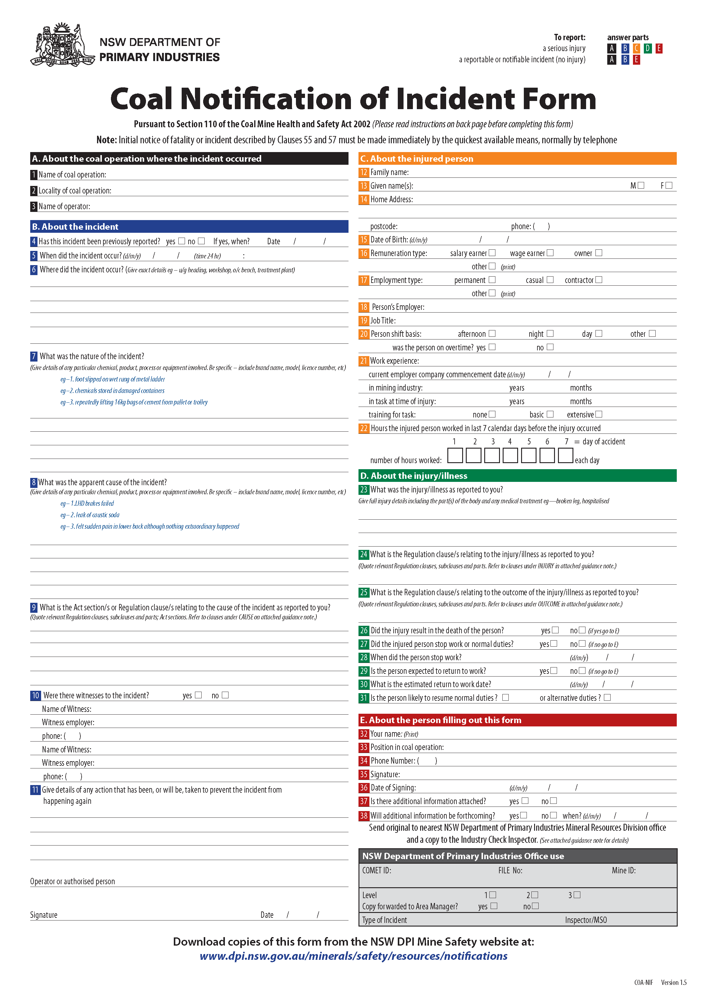 NSW DEPARTMENT OF
PRIMARY INDUSTRIES
To report: answer parts
a serious injury A B C D E
a reportable or notifiable incident (no injury) A B E
Coal Notification of Incident Form
Pursuant to Section 110 of the Coal Mine Health and Safety Act 2002 (Please read instructions on back page before completing this form)
Note: Initial notice of fatality or incident described by Clauses 55 and 57 must be made immediately by the quickest available means, normally by telephone
A. About the coal operation where the incident occurred
1 Name of coal operation:
2 Locality of coal operation:
3 Name of operator:
B. About the incident
4 Has this incident been previously reported? yes no If yes, when? Date / /
5 When did the incident occur? (d/m/y) / / (time 24 hr) :
6 Where did the incident occur? (Give exact details eg – u/g heading, workshop, o/c bench, treatment plant)
7 What was the nature of the incident?
(Give details of any particular chemical, product, process or equipment involved. Be specific – include brand name, model, licence number, etc)
eg–1. foot slipped on wet rung of metal ladder
eg–2. chemicals stored in damaged containers
eg–3. repeatedly lifting 16kg bags of cement from pallet or trolley
8 What was the apparent cause of the incident?
(Give details of any particular chemical, product, process or equipment involved. Be specific – include brand name, model, licence number, etc)
eg– 1.LHD brakes failed
eg– 2. leak of caustic soda
eg– 3. felt sudden pain in lower back although nothing extraordinary happened
9 What is the Act section/s or Regulation clause/s relating to the cause of the incident as reported to you?
(Quote relevant Regulation clauses, subclauses and parts; Act sections. Refer to clauses under CAUSE on attached guidance note.)
10 Were there witnesses to the incident? yes no
Name of Witness:
Witness employer:
phone: ( )
Name of Witness:
Witness employer:
phone: ( )
11 Give details of any action that has been, or will be, taken to prevent the incident from
happening again
Operator or authorised person
Signature Date / /
C. About the injured person
12 Family name:
13 Given name(s): M F
14 Home Address:
postcode: phone: ( )
15 Date of Birth: (d/m/y) / /
16 Remuneration type: salary earner wage earner owner
other (print)
17 Employment type: permanent casual contractor
other (print)
18 Person's Employer:
19 Job Title:
20 Person shift basis: afternoon night day other
was the person on overtime? yes no
21 Work experience:
current employer company commencement date (d/m/y) / /
in mining industry: years months
in task at time of injury: years months
training for task: none basic extensive
22 Hours the injured person worked in last 7 calendar days before the injury occurred
1 2 3 4 5 6 7 = day of accident
number of hours worked: each day
D. About the injury/illness
23 What was the injury/illness as reported to you?
Give full injury details including the part(s) of the body and any medical treatment eg—broken leg, hospitalised
24 What is the Regulation clause/s relating to the injury/illness as reported to you?
(Quote relevant Regulation clauses, subclauses and parts. Refer to clauses under INJURY in attached guidance note.)
25 What is the Regulation clause/s relating to the outcome of the injury/illness as reported to you?
(Quote relevant Regulation clauses, subclauses and parts. Refer to clauses under OUTCOME in attached guidance note.)
26 Did the injury result in the death of the person? yes no (if yes go to E)
27 Did the injured person stop work or normal duties? yes no (if no go to E)
28 When did the person stop work? (d/m/y) / /
29 Is the person expected to return to work? yes no (if no go to E)
30 What is the estimated return to work date? (d/m/y) / /
31 Is the person likely to resume normal duties ? or alternative duties ?
E. About the person filling out this form
32 Your name: (Print)
33 Position in coal operation:
34 Phone Number: ( )
35 Signature:
36 Date of Signing: (d/m/y) / /
37 Is there additional information attached? yes no
38 Will additional information be forthcoming? yes no when? (d/m/y) / /
Send original to nearest NSW Department of Primary Industries Mineral Resources Division office
and a copy to the Industry Check Inspector. (See attached guidance note for details)
NSW Department of Primary Industries Office use
COMET ID: FILE No: Mine ID:
Level 1 2 3
Copy forwarded to Area Manager? yes no
Type of Incident Inspector/MSO
Download copies of this form from the NSW DPI Mine Safety website at:
www.dpi.nsw.gov.au/minerals/safety/resources/notifications
COA-NIF Version 1.5